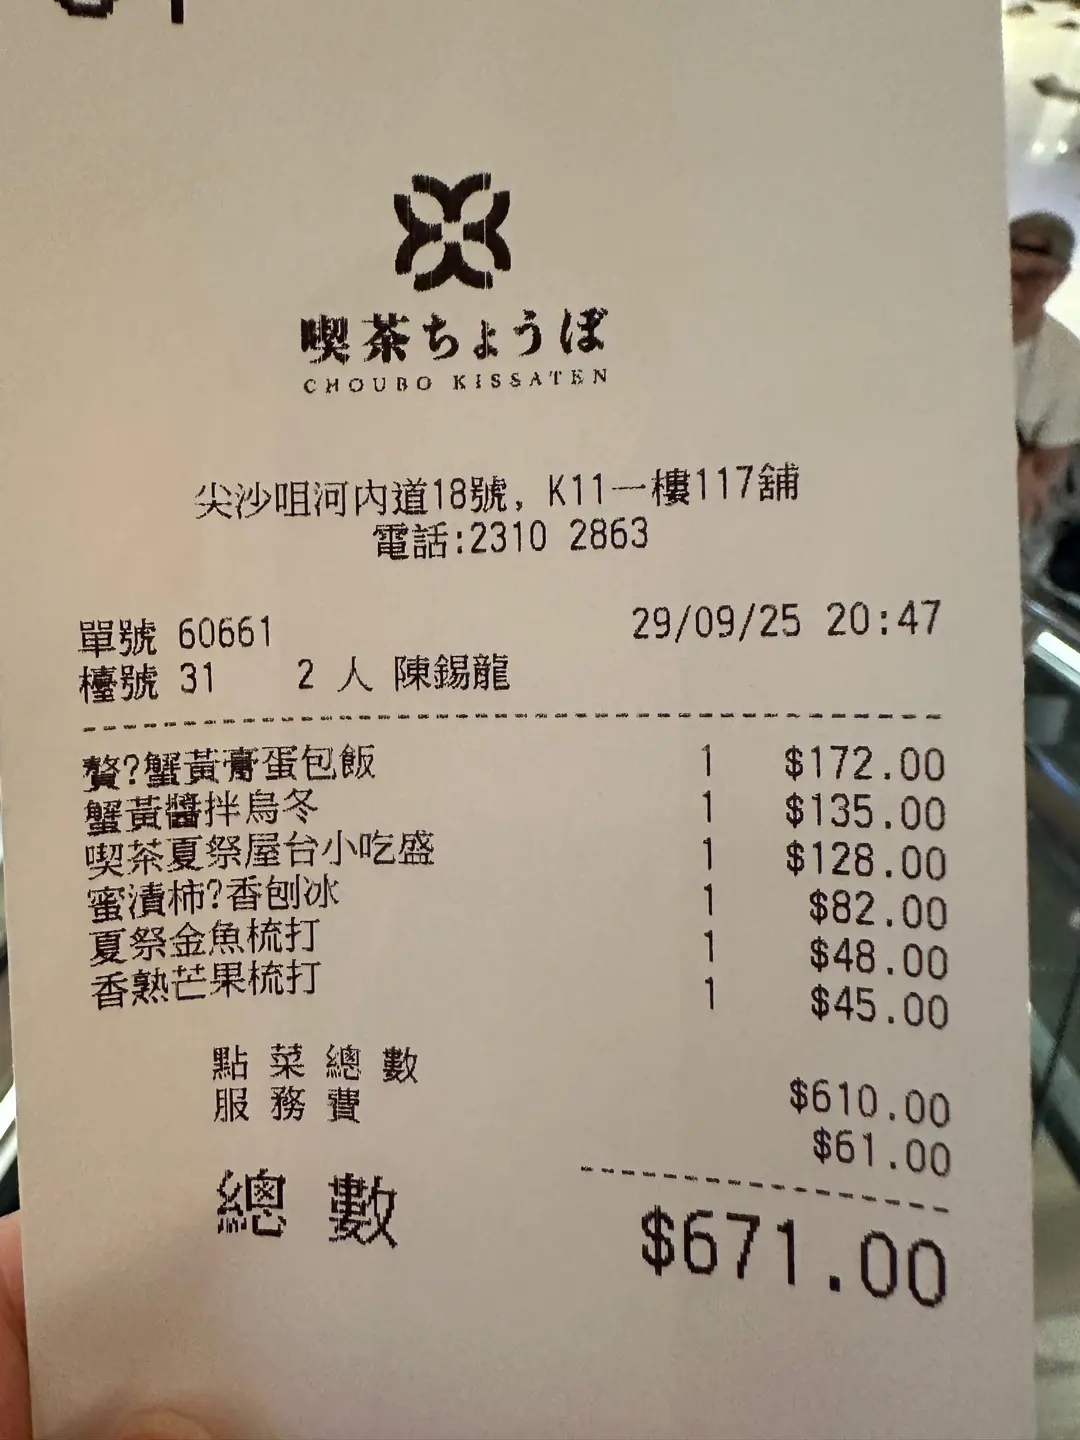 喫茶ちょうぼ
CHOUBO KISSATEN
尖沙咀河內道18號, K11一樓117舖
電話:2310 2863
單號 60661 29/09/25 20:47
檯號 31 2 人 陳錫龍
贅?蟹黃膏蛋包飯 1 $172.00
蟹黃醬拌烏冬 1 $135.00
喫茶夏祭屋台小吃盛 1 $128.00
蜜漬柿?香刨冰 1 $82.00
夏祭金魚梳打 1 $48.00
香熟芒果梳打 1 $45.00
點菜總數 $610.00
服務費 $61.00
總數 $671.00